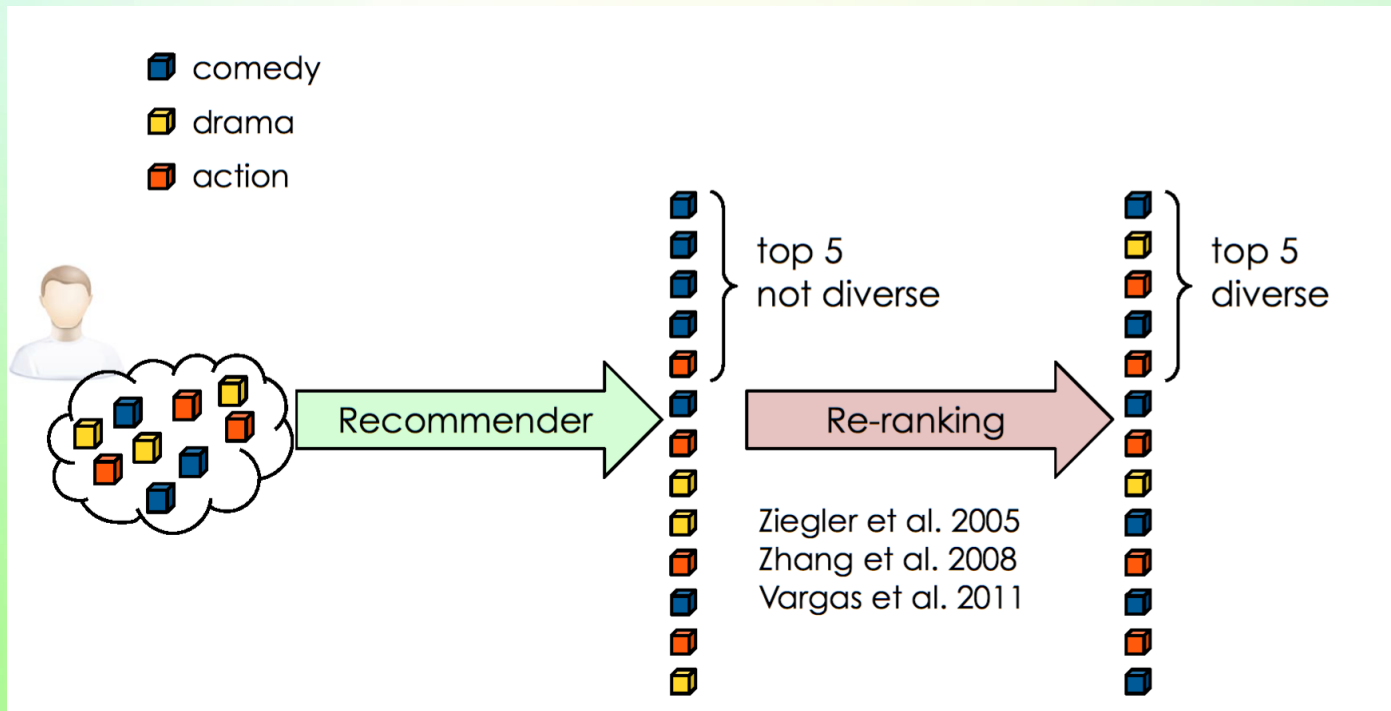 comedy
drama
action
top 5
not diverse
top 5
diverse
Recommender
Re-ranking
Ziegler et al. 2005
Zhang et al. 2008
Vargas et al. 2011